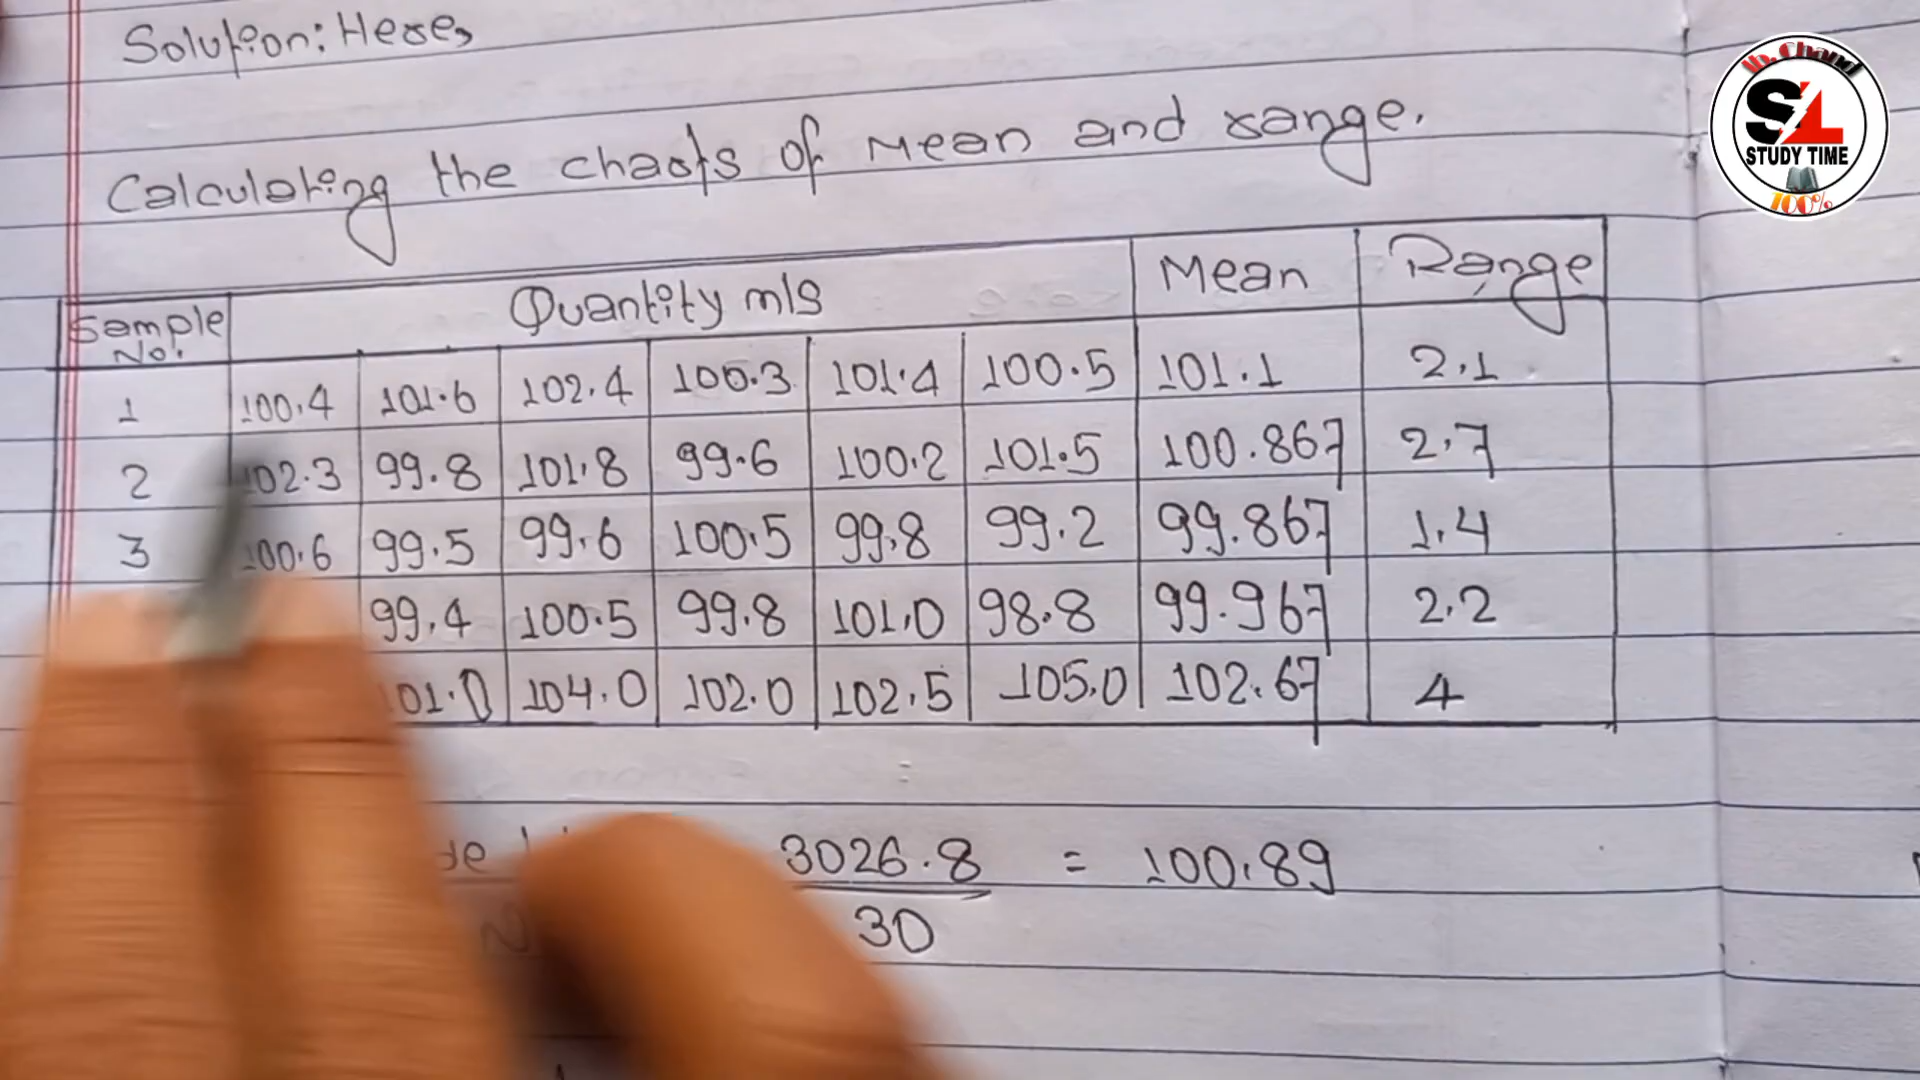 Solution: Here,
Calculating the charts of Mean and range.
Sample No. Quantity mls Mean Range
1 100.4 101.6 102.4 100.3 101.4 100.5 101.1 2.1
2 102.3 99.8 101.8 99.6 100.2 101.5 100.867 2.7
3 100.6 99.5 99.6 100.5 99.8 99.2 99.867 1.4
99.4 100.5 99.8 101.0 98.8 99.967 2.2
101.0 104.0 102.0 102.5 105.0 102.67 4
3026.8 = 100.89
30
Ib. Chand
SL
STUDY TIME
100%